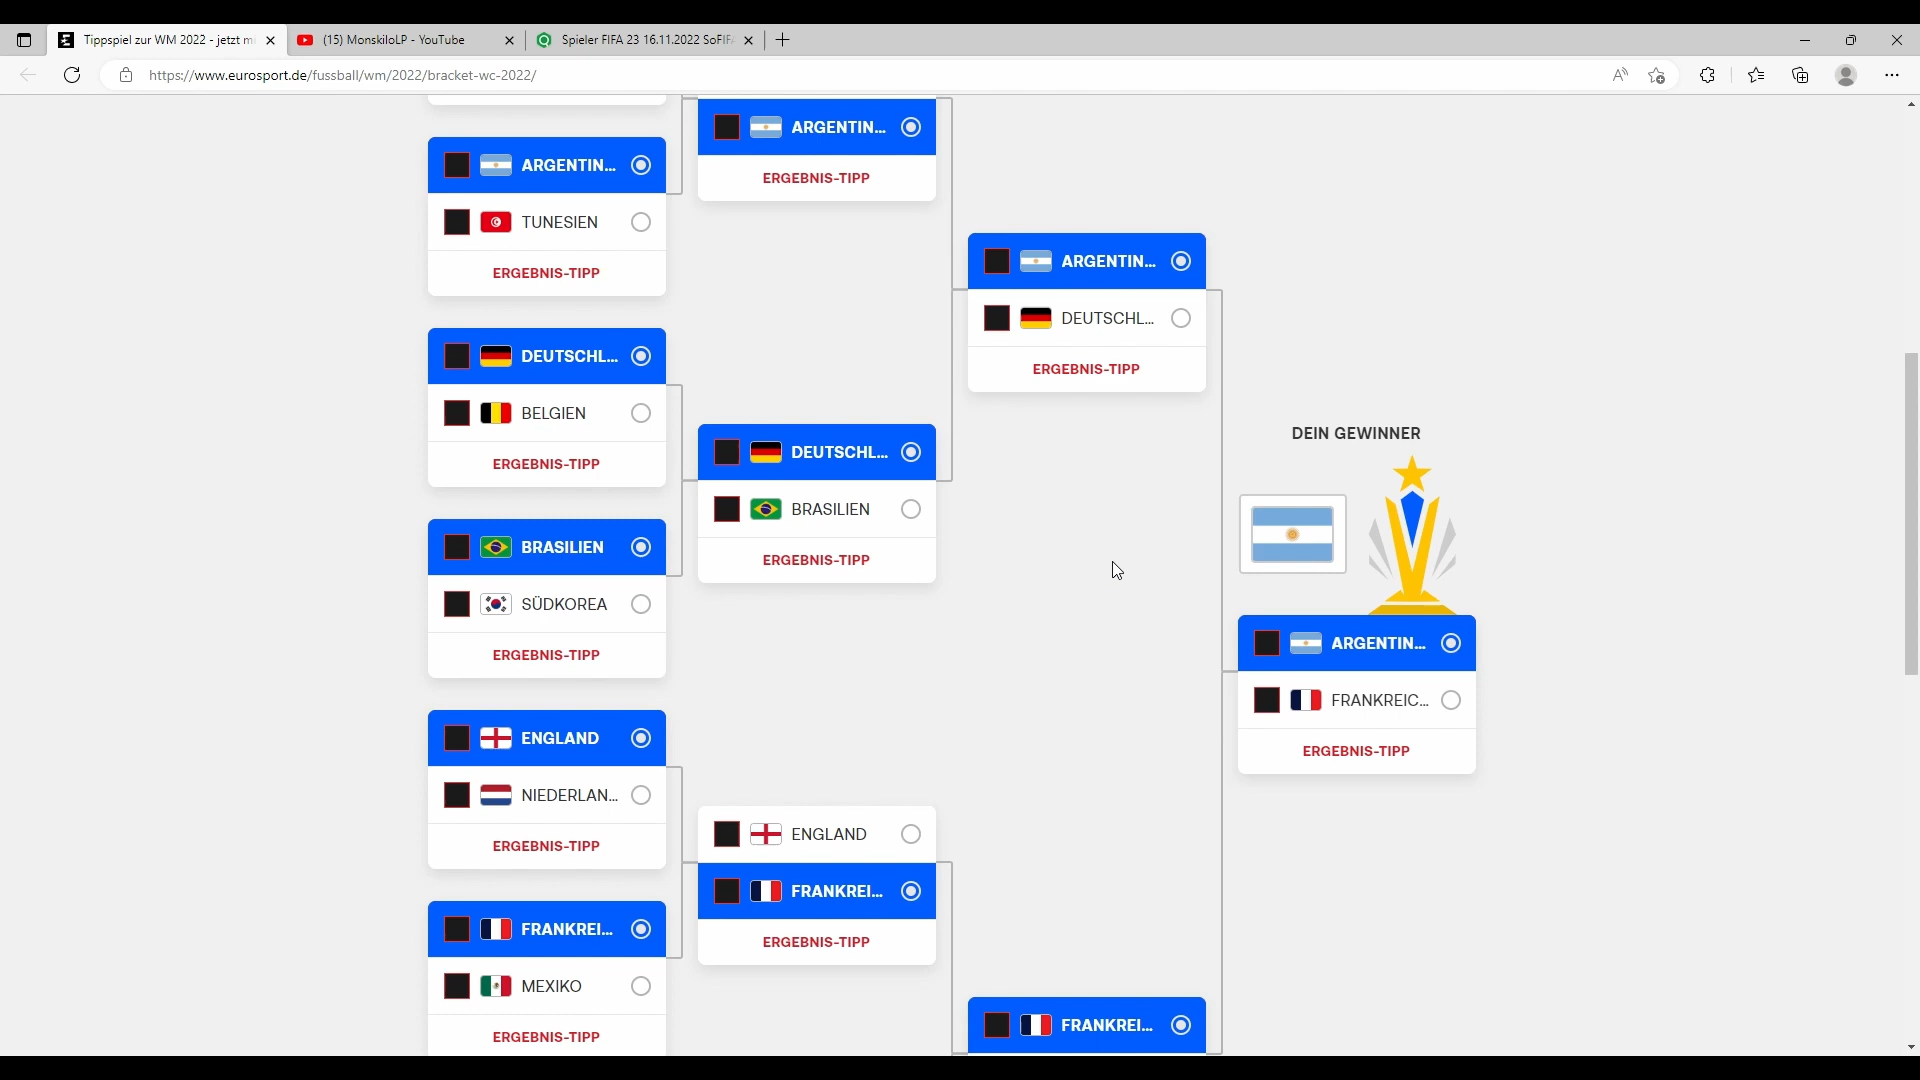 Tippspiel zur WM 2022 - jetzt mi
(15) MonskiloLP - YouTube
Spieler FIFA 23 16.11.2022 SoFIF
https://www.eurosport.de/fussball/wm/2022/bracket-wc-2022/
ARGENTIN...
ERGEBNIS-TIPP
ARGENTIN...
TUNESIEN
ERGEBNIS-TIPP
ARGENTIN...
DEUTSCHL...
ERGEBNIS-TIPP
DEUTSCHL...
BELGIEN
ERGEBNIS-TIPP
DEUTSCHL...
BRASILIEN
ERGEBNIS-TIPP
BRASILIEN
SÜDKOREA
ERGEBNIS-TIPP
DEIN GEWINNER
ARGENTIN...
FRANKREIC...
ERGEBNIS-TIPP
ENGLAND
NIEDERLAN...
ERGEBNIS-TIPP
ENGLAND
FRANKREI...
ERGEBNIS-TIPP
FRANKREI...
MEXIKO
ERGEBNIS-TIPP
FRANKREI...